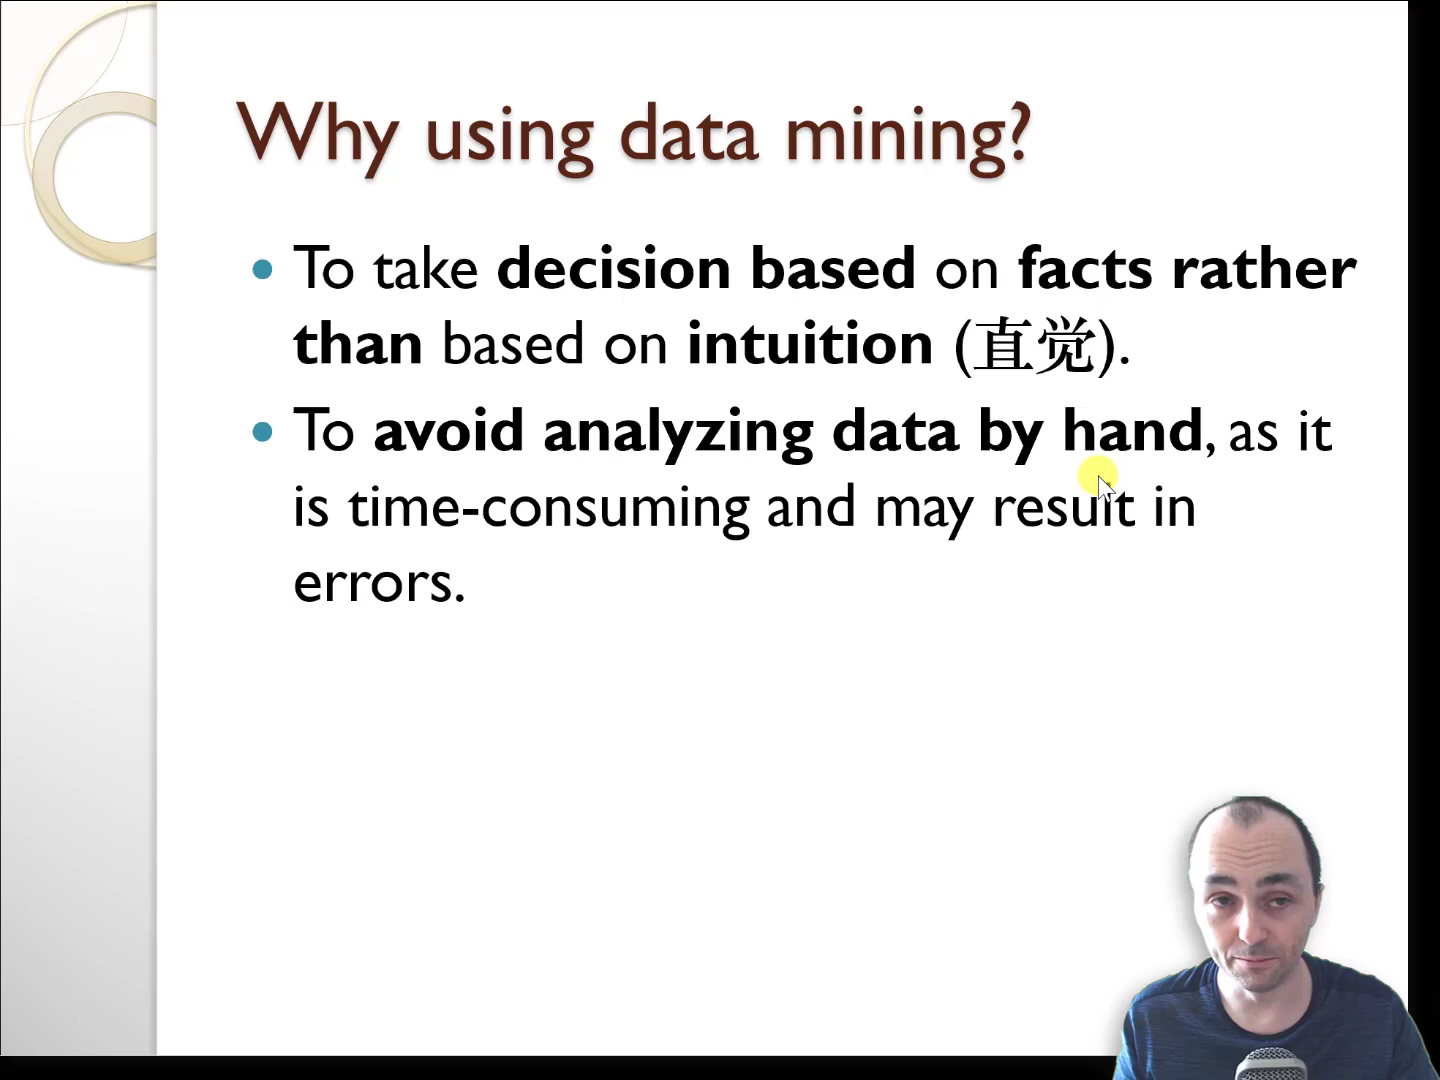 Why using data mining?
To take decision based on facts rather
than based on intuition (直觉).
To avoid analyzing data by hand, as it
is time-consuming and may result in
errors.